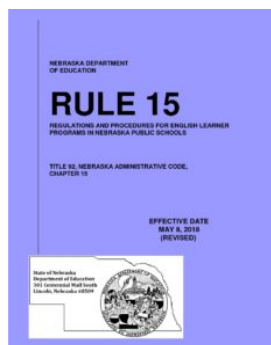 NEBRASKA DEPARTMENT
OF EDUCATION
RULE 15
REGULATIONS AND PROCEDURES FOR ENGLISH LEARNER
PROGRAMS IN NEBRASKA PUBLIC SCHOOLS
TITLE 92, NEBRASKA ADMINISTRATIVE CODE,
CHAPTER 15
EFFECTIVE DATE
MAY 8, 2018
(REVISED)
State of Nebraska
Department of Education
301 Centennial Mall South
Lincoln, Nebraska 68509